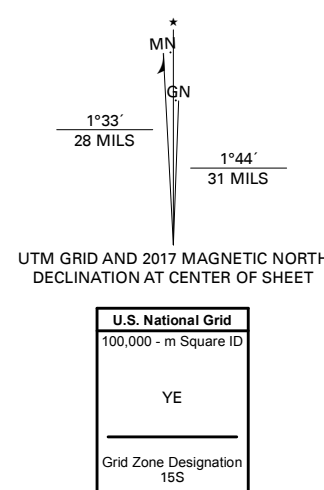 ★
MN
GN
1°33´
28 MILS
1°44´
31 MILS
UTM GRID AND 2017 MAGNETIC NORTH
DECLINATION AT CENTER OF SHEET
U.S. National Grid
100,000 - m Square ID
YE
Grid Zone Designation
15S